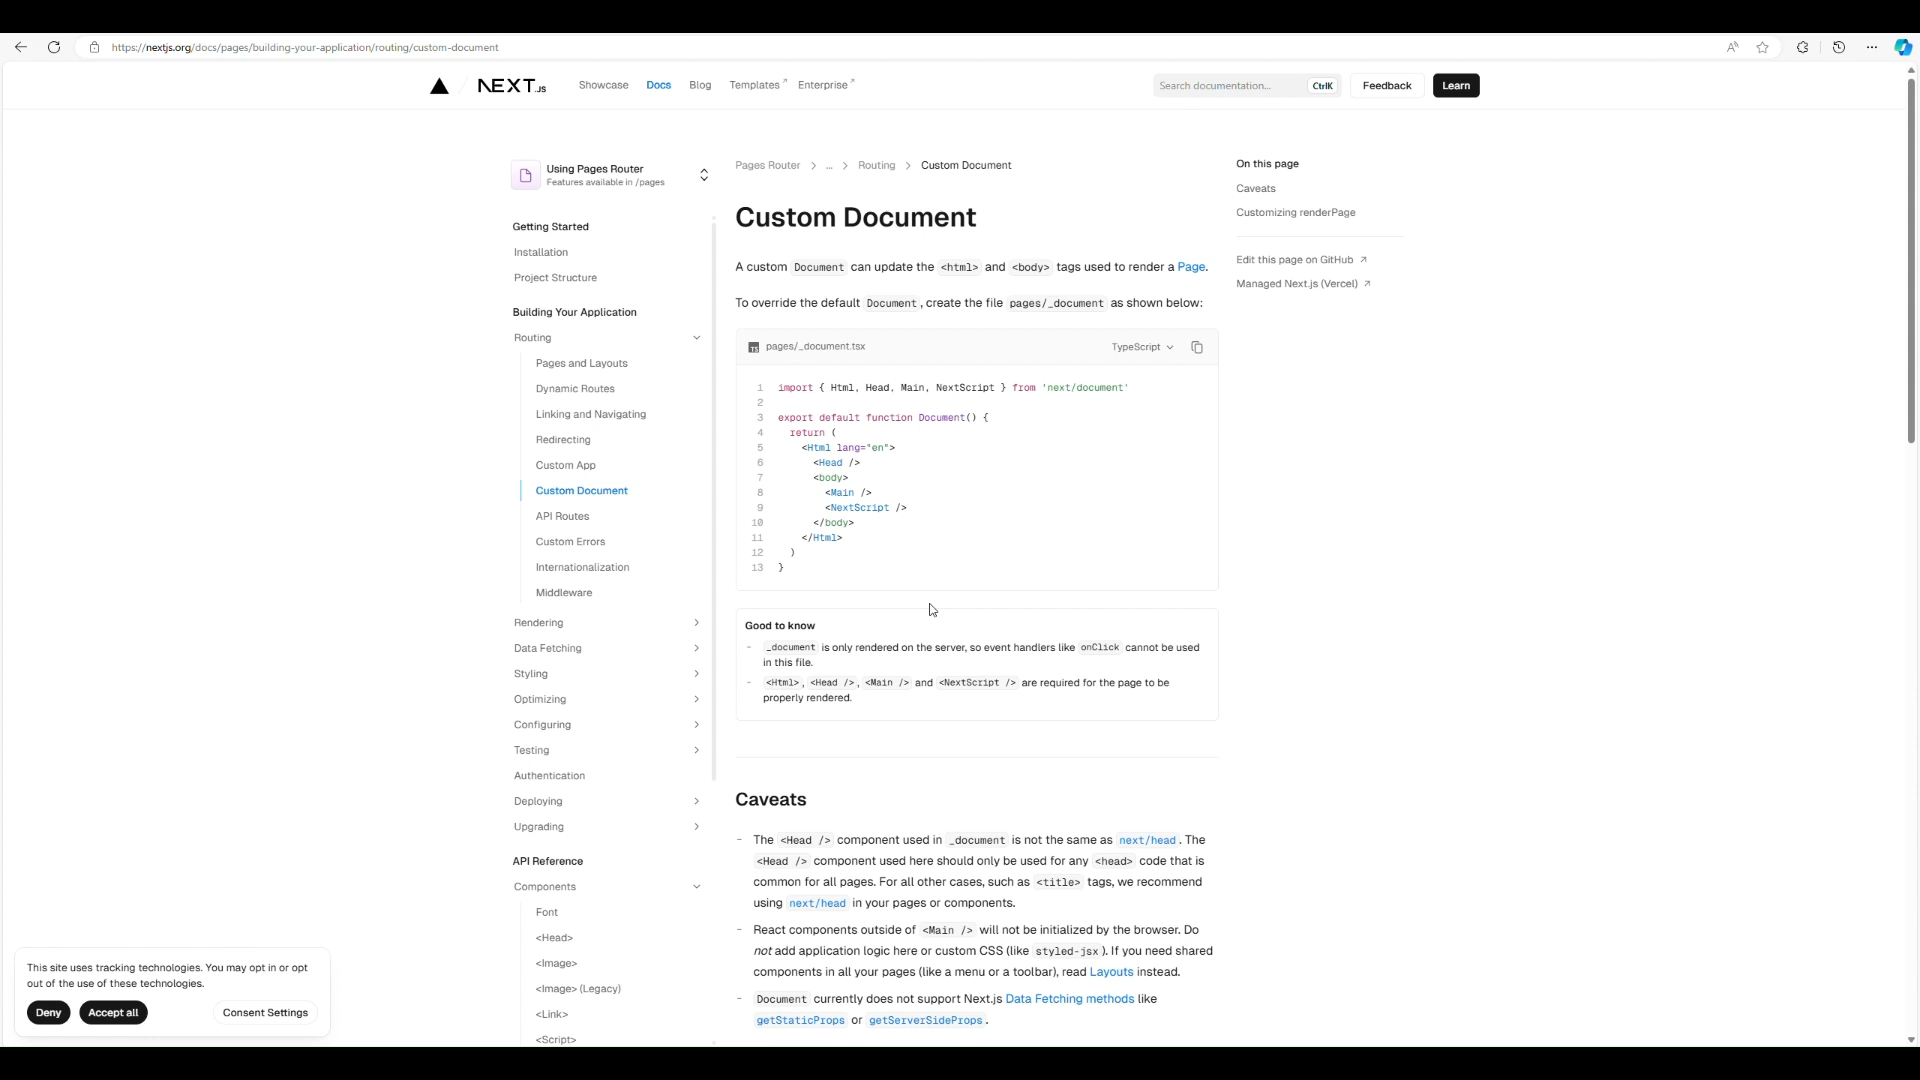 https://nextjs.org/docs/pages/building-your-application/routing/custom-document
NEXT.JS
Showcase
Docs
Blog
Templates
Enterprise
Search documentation...
CtrlK
Feedback
Learn
Using Pages Router
Features available in /pages
Getting Started
Installation
Project Structure
Building Your Application
Routing
Pages and Layouts
Dynamic Routes
Linking and Navigating
Redirecting
Custom App
Custom Document
API Routes
Custom Errors
Internationalization
Middleware
Rendering
Data Fetching
Styling
Optimizing
Configuring
Testing
Authentication
Deploying
Upgrading
API Reference
Components
Font
<Head>
<Image>
<Image> (Legacy)
<Link>
<Script>
Pages Router > ... > Routing > Custom Document
Custom Document
A custom Document can update the <html> and <body> tags used to render a Page.
To override the default Document, create the file pages/_document as shown below:
TS pages/_document.tsx
TypeScript
1 import { Html, Head, Main, NextScript } from 'next/document'
2
3 export default function Document() {
4 return (
5 <Html lang="en">
6 <Head />
7 <body>
8 <Main />
9 <NextScript />
10 </body>
11 </Html>
12 )
13 }
Good to know
- _document is only rendered on the server, so event handlers like onClick cannot be used
in this file.
- <Html>, <Head />, <Main /> and <NextScript /> are required for the page to be
properly rendered.
Caveats
- The <Head /> component used in _document is not the same as next/head. The
<Head /> component used here should only be used for any <head> code that is
common for all pages. For all other cases, such as <title> tags, we recommend
using next/head in your pages or components.
- React components outside of <Main /> will not be initialized by the browser. Do
not add application logic here or custom CSS (like styled-jsx). If you need shared
components in all your pages (like a menu or a toolbar), read Layouts instead.
- Document currently does not support Next.js Data Fetching methods like
getStaticProps or getServerSideProps.
On this page
Caveats
Customizing renderPage
Edit this page on GitHub
Managed Next.js (Vercel)
This site uses tracking technologies. You may opt in or opt
out of the use of these technologies.
Deny
Accept all
Consent Settings